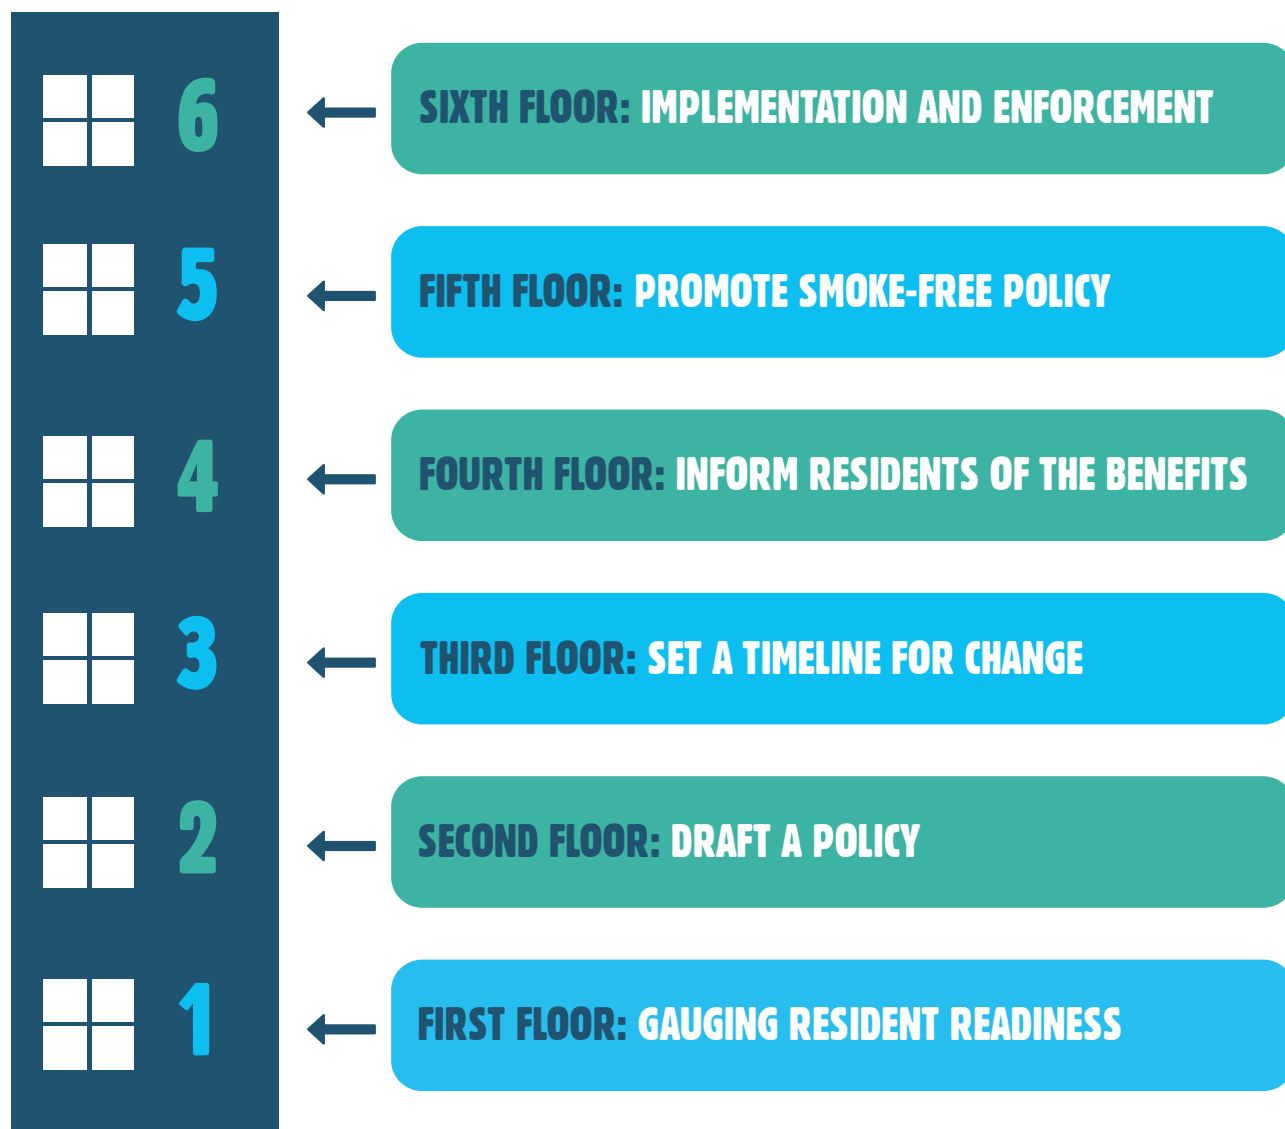 6
SIXTH FLOOR: IMPLEMENTATION AND ENFORCEMENT
5
FIFTH FLOOR: PROMOTE SMOKE-FREE POLICY
4
FOURTH FLOOR: INFORM RESIDENTS OF THE BENEFITS
3
THIRD FLOOR: SET A TIMELINE FOR CHANGE
2
SECOND FLOOR: DRAFT A POLICY
1
FIRST FLOOR: GAUGING RESIDENT READINESS